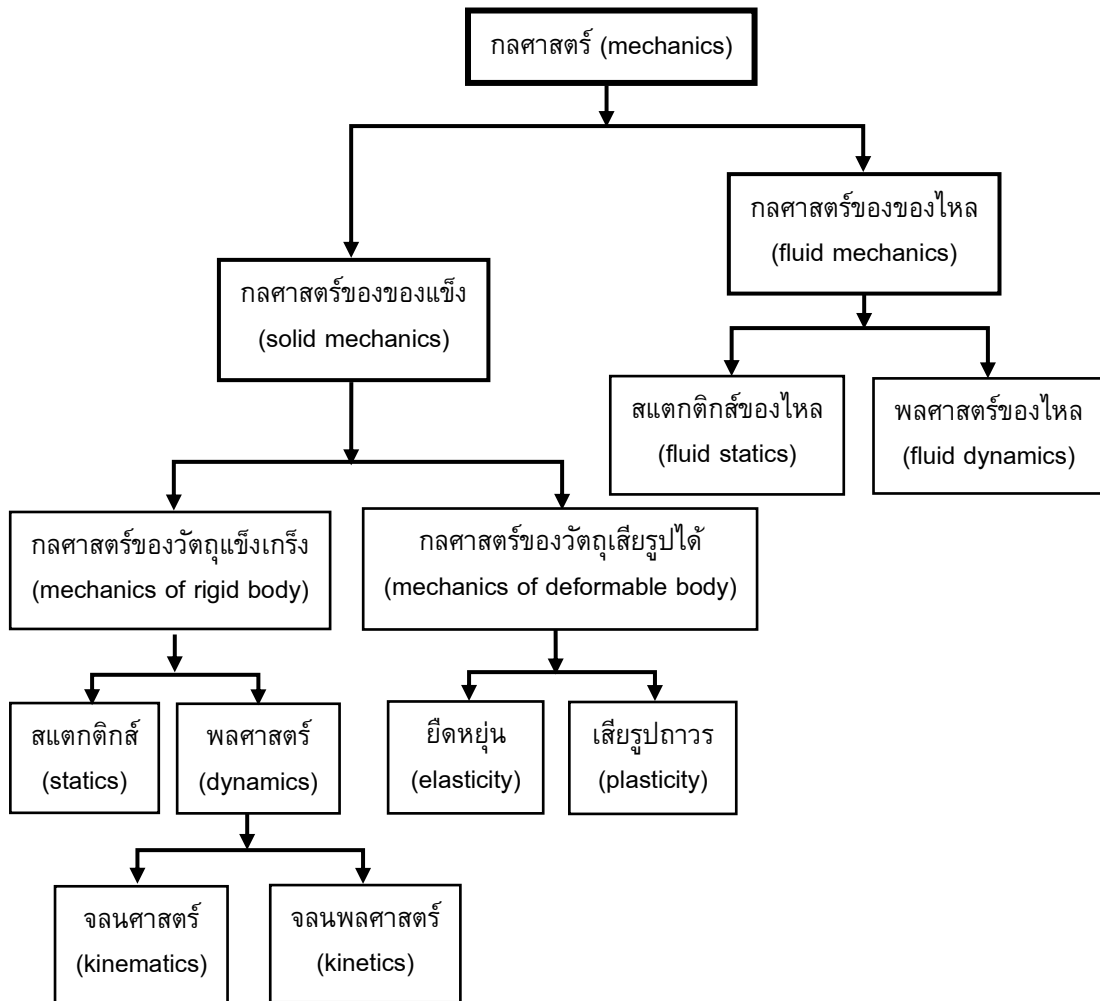 กลศาสตร์ (mechanics)
กลศาสตร์ของของไหล
(fluid mechanics)
กลศาสตร์ของของแข็ง
(solid mechanics)
สแตกติกส์ของไหล
(fluid statics)
พลศาสตร์ของไหล
(fluid dynamics)
กลศาสตร์ของวัตถุแข็งเกร็ง
(mechanics of rigid body)
กลศาสตร์ของวัตถุเสียรูปได้
(mechanics of deformable body)
สแตกติกส์
(statics)
พลศาสตร์
(dynamics)
ยืดหยุ่น
(elasticity)
เสียรูปถาวร
(plasticity)
จลนศาสตร์
(kinematics)
จลนพลศาสตร์
(kinetics)